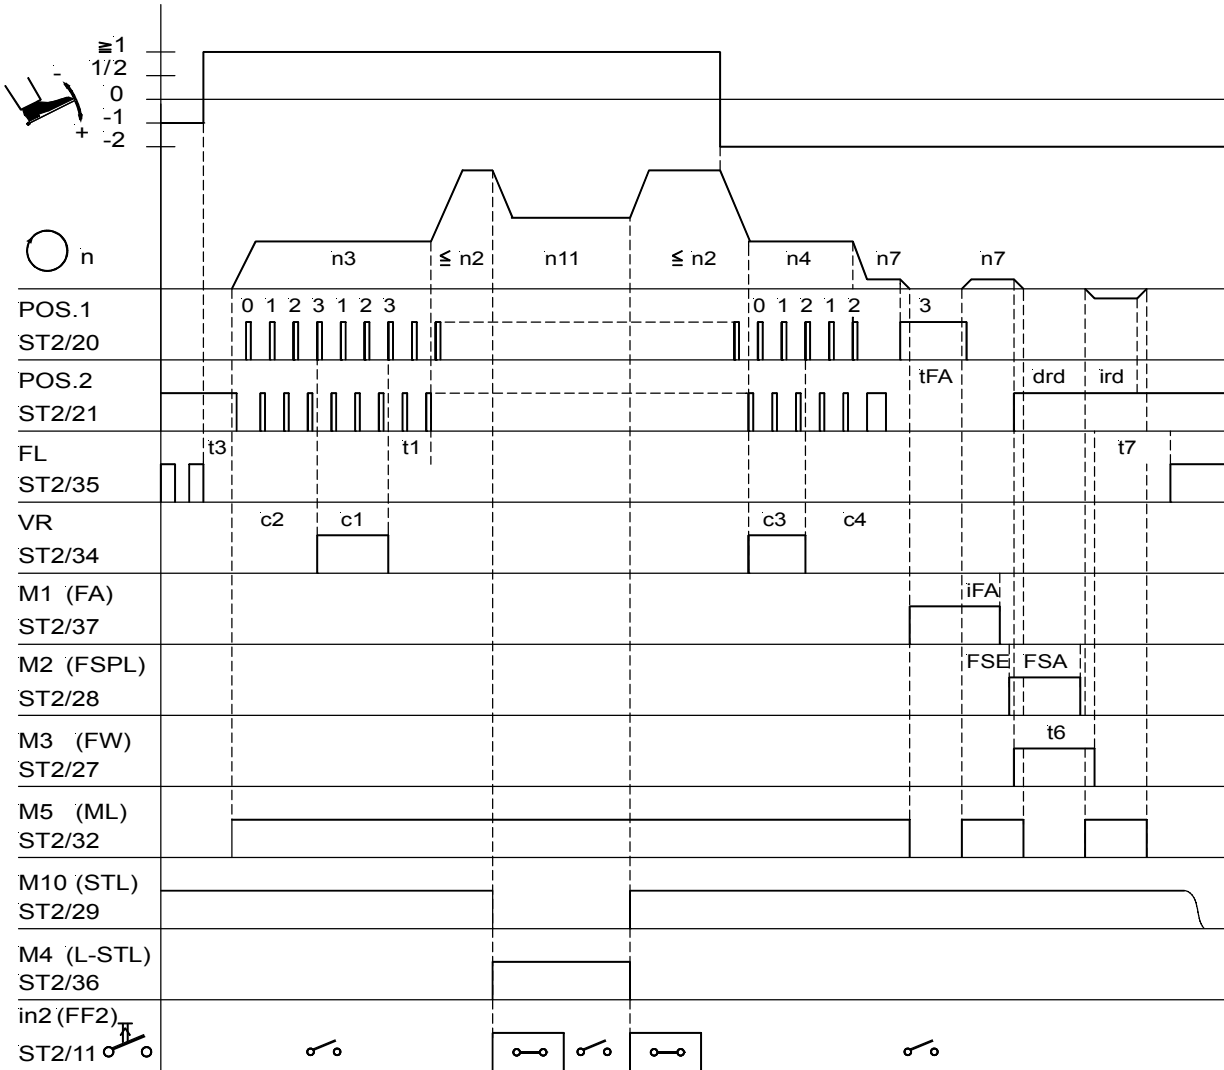 ≧1
- 1/2
0
-1
+ -2
n n3 ≦ n2 n11 ≦ n2 n4 n7 n7
POS.1 0 1 2 3 1 2 3 0 1 2 1 2 3
ST2/20
POS.2 tFA drd ird
ST2/21
FL t3 t1 t7
ST2/35
VR c2 c1 c3 c4
ST2/34
M1 (FA) iFA
ST2/37
M2 (FSPL) FSE FSA
ST2/28
M3 (FW) t6
ST2/27
M5 (ML)
ST2/32
M10 (STL)
ST2/29
M4 (L-STL)
ST2/36
in2 (FF2)
ST2/11